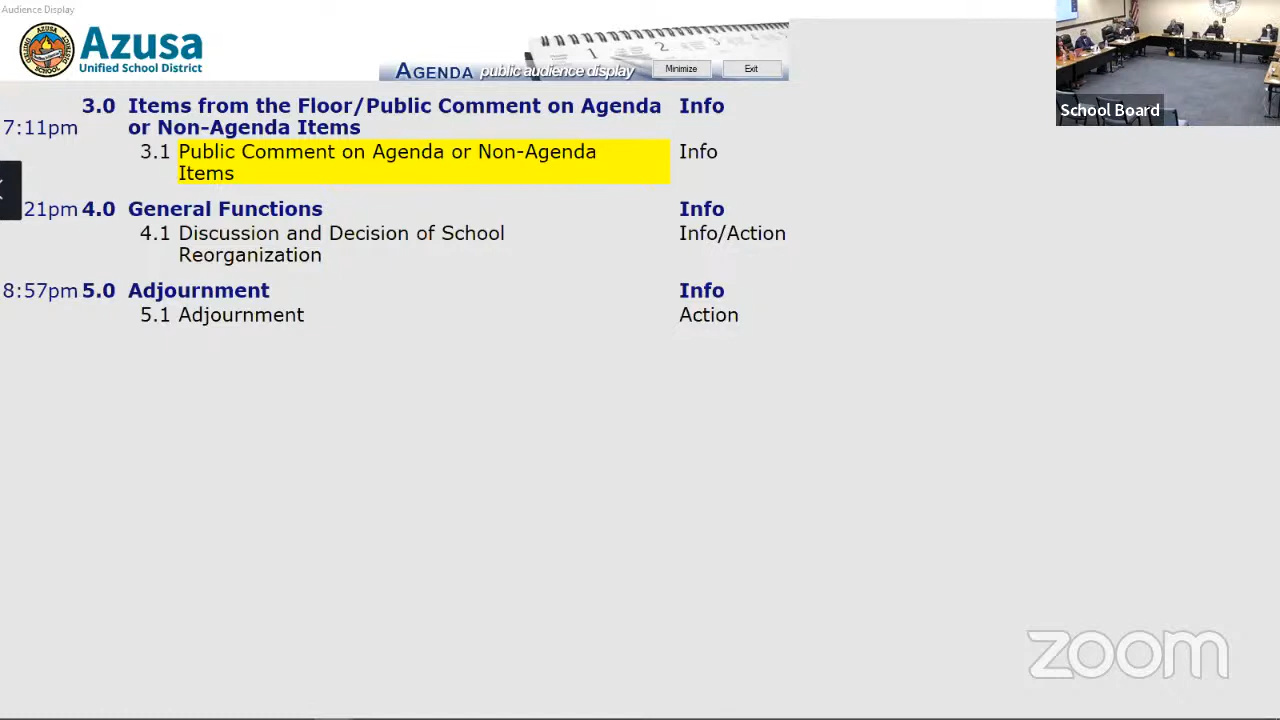 Audience Display
Azusa
Unified School District
AGENDA public audience display
Minimize
Exit
School Board
3.0 Items from the Floor/Public Comment on Agenda Info
7:11pm or Non-Agenda Items
3.1 Public Comment on Agenda or Non-Agenda Info
Items
21pm 4.0 General Functions Info
4.1 Discussion and Decision of School Info/Action
Reorganization
8:57pm 5.0 Adjournment Info
5.1 Adjournment Action
zoom